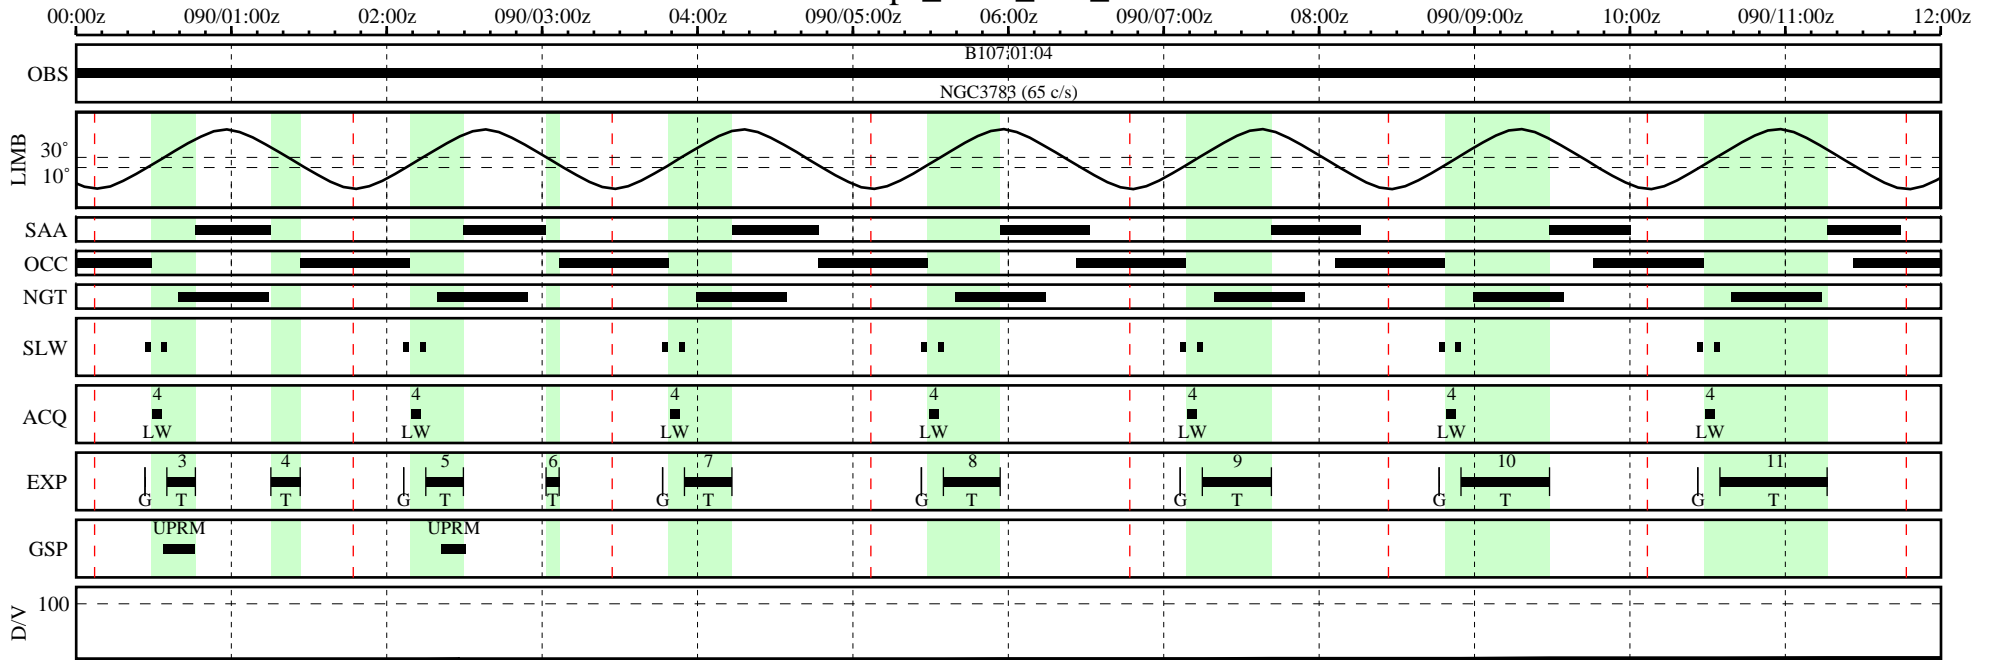 00:00z 090/01:00z 02:00z 090/03:00z 04:00z 090/05:00z 06:00z 090/07:00z 08:00z 090/09:00z 10:00z 090/11:00z 12:00z
B107:01:04
OBS
NGC3783 (65 c/s)
LIMB
30°
10°
SAA
OCC
NGT
SLW
4 4 4 4 4 4 4
ACQ
LW LW LW LW LW LW LW
3 4 5 6 7 8 9 10 11
EXP
G T T G T T G T G T G T G T G T
UPRM UPRM
GSP
100
D/V